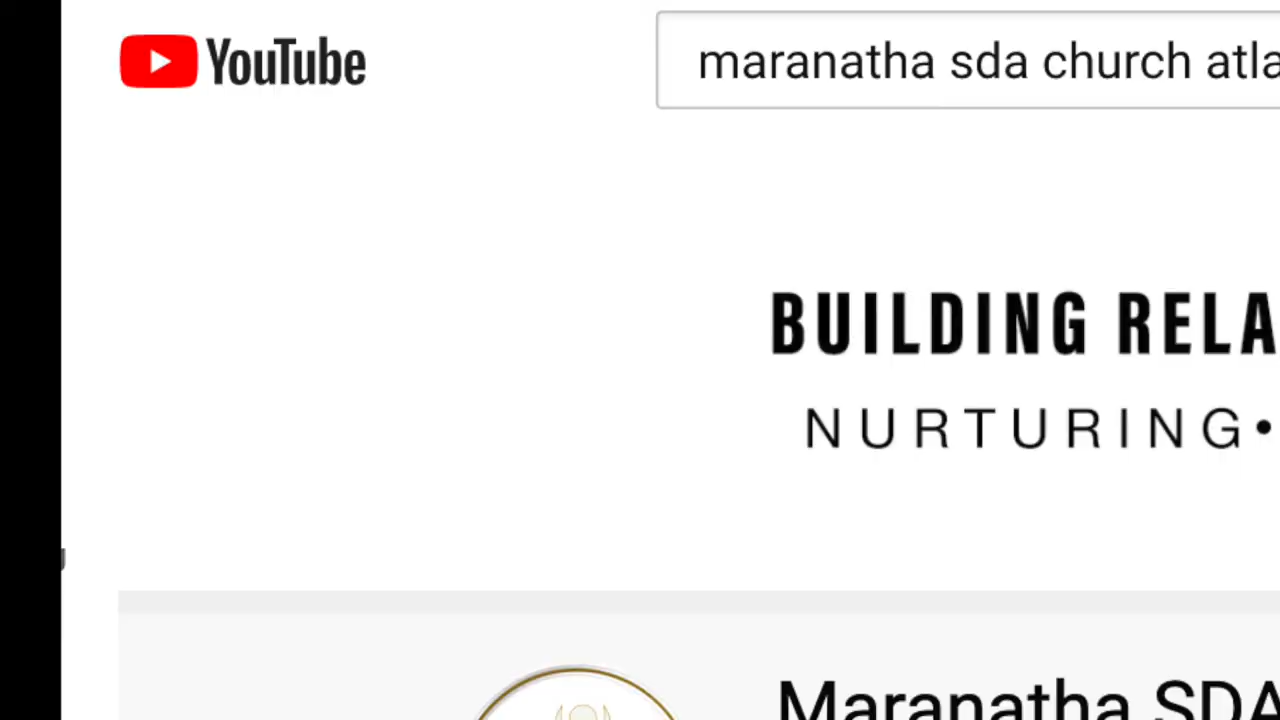 YouTube
maranatha sda church atla
BUILDING RELA
NURTURING•
Maranatha SDA